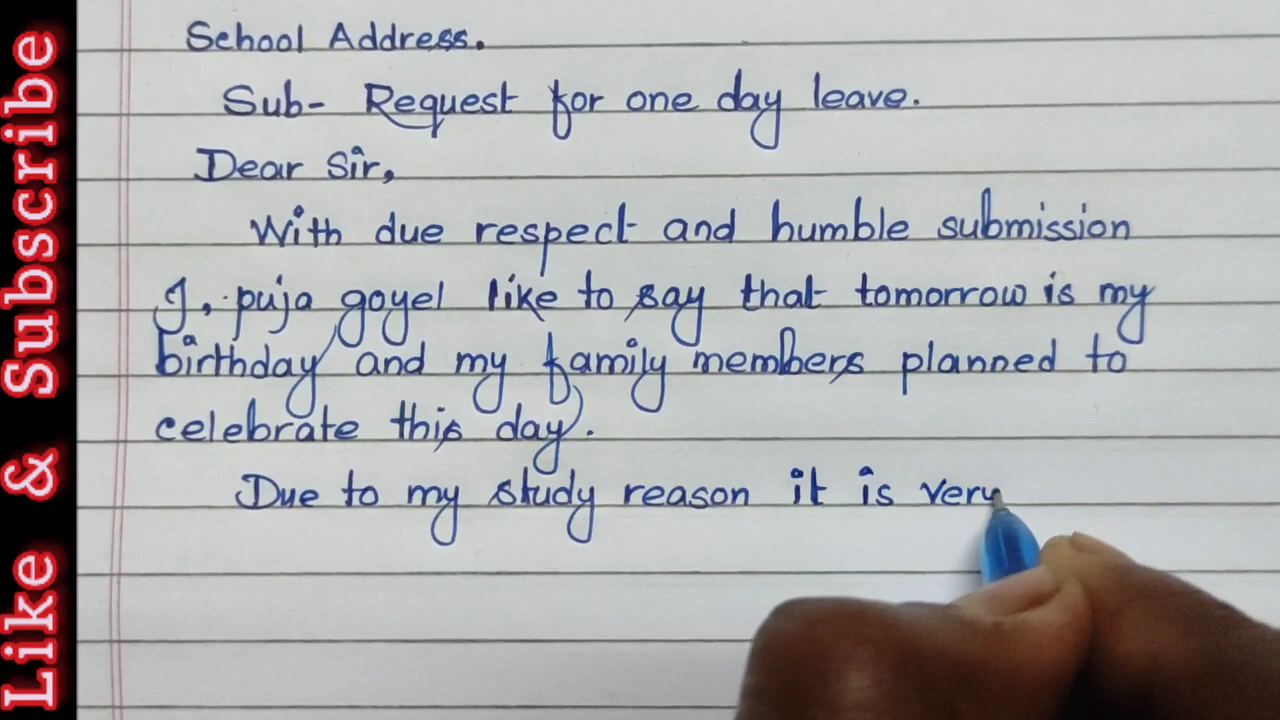 Like & Subscribe
School Address.
Sub- Request for one day leave.
Dear Sir,
With due respect and humble submission
I, puja goyel like to say that tomorrow is my
birthday and my family members planned to
celebrate this day.
Due to my study reason it is very